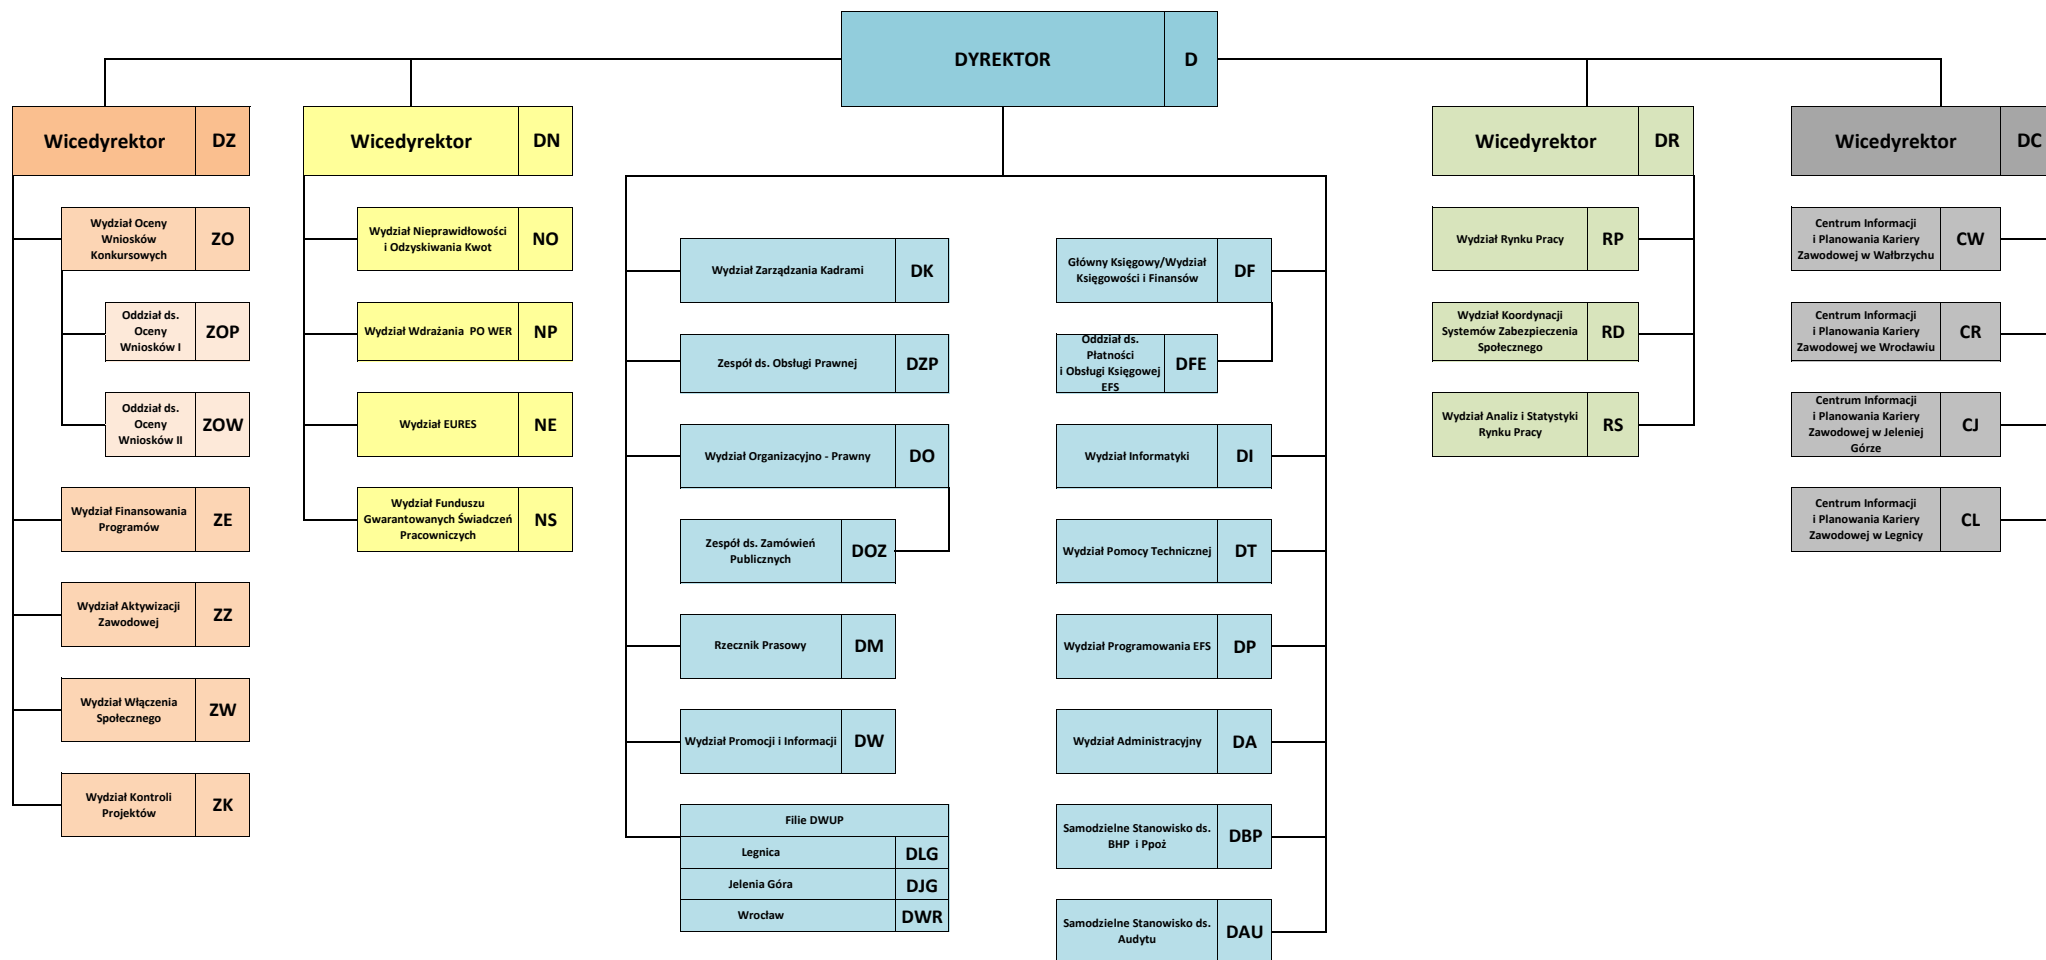 DYREKTOR D
Wicedyrektor DZ
Wydział Oceny
Wniosków
Konkursowych
ZO
Oddział ds.
Oceny
Wniosków I
ZOP
Oddział ds.
Oceny
Wniosków II
ZOW
Wydział Finansowania
Programów
ZE
Wydział Aktywizacji
Zawodowej
ZZ
Wydział Włączenia
Społecznego
ZW
Wydział Kontroli
Projektów
ZK
Wicedyrektor DN
Wydział Nieprawidłowości
i Odzyskiwania Kwot
NO
Wydział Wdrażania PO WER NP
Wydział EURES NE
Wydział Funduszu
Gwarantowanych Świadczeń
Pracowniczych
NS
Wydział Zarządzania Kadrami DK
Zespół ds. Obsługi Prawnej DZP
Wydział Organizacyjno - Prawny DO
Zespół ds. Zamówień
Publicznych
DOZ
Rzecznik Prasowy DM
Wydział Promocji i Informacji DW
Filie DWUP
Legnica DLG
Jelenia Góra DJG
Wrocław DWR
Główny Księgowy/Wydział
Księgowości i Finansów
DF
Oddział ds.
Płatności
i Obsługi Księgowej
EFS
DFE
Wydział Informatyki DI
Wydział Pomocy Technicznej DT
Wydział Programowania EFS DP
Wydział Administracyjny DA
Samodzielne Stanowisko ds.
BHP i Ppoż
DBP
Samodzielne Stanowisko ds.
Audytu
DAU
Wicedyrektor DR
Wydział Rynku Pracy RP
Wydział Koordynacji
Systemów Zabezpieczenia
Społecznego
RD
Wydział Analiz i Statystyki
Rynku Pracy
RS
Wicedyrektor DC
Centrum Informacji
i Planowania Kariery
Zawodowej w Wałbrzychu
CW
Centrum Informacji
i Planowania Kariery
Zawodowej we Wrocławiu
CR
Centrum Informacji
i Planowania Kariery
Zawodowej w Jeleniej
Górze
CJ
Centrum Informacji
i Planowania Kariery
Zawodowej w Legnicy
CL